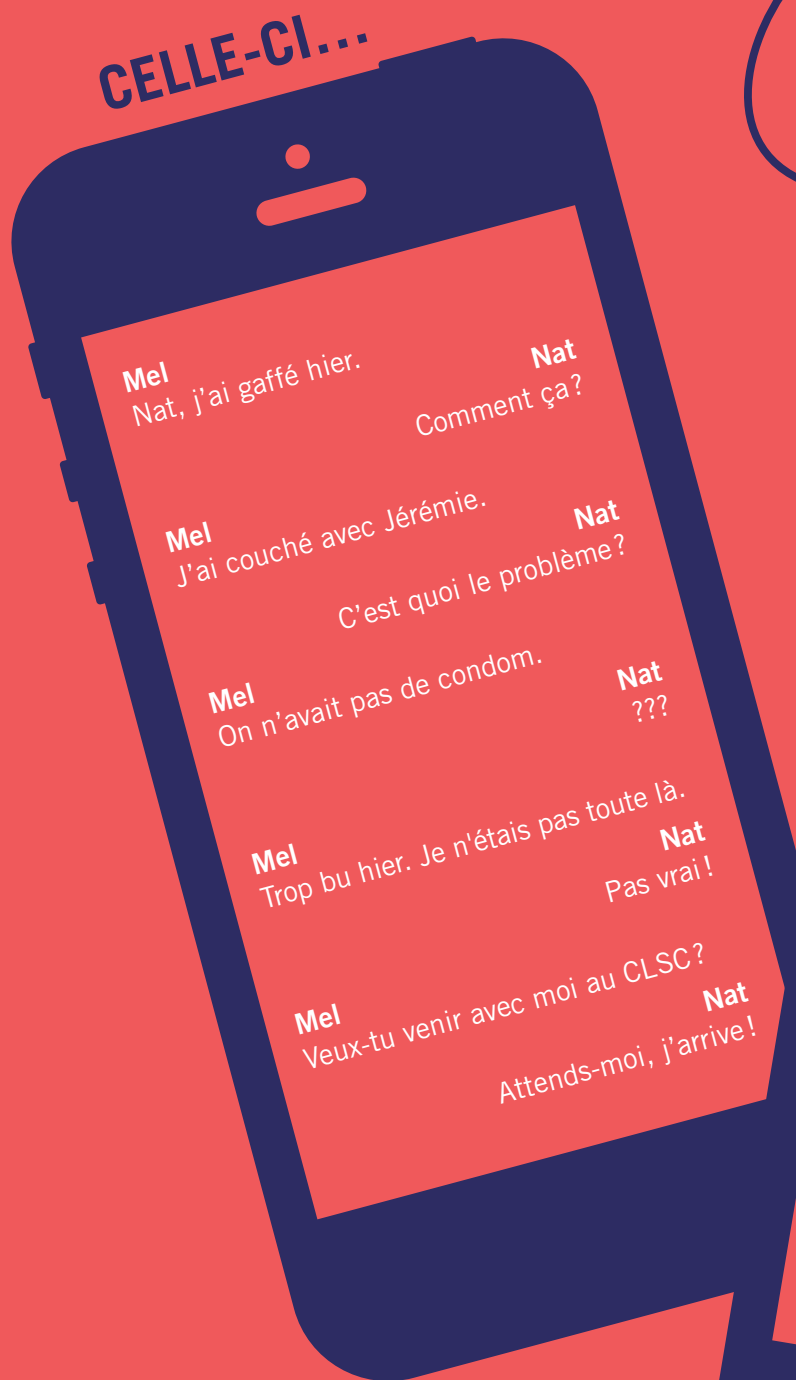 CELLE-CI...
Mel
Nat, j’ai gaffé hier.
Nat
Comment ça?
Mel
J’ai couché avec Jérémie.
Nat
C’est quoi le problème?
Mel
On n’avait pas de condom.
Nat
???
Mel
Trop bu hier. Je n'étais pas toute là.
Nat
Pas vrai!
Mel
Veux-tu venir avec moi au CLSC?
Nat
Attends-moi, j’arrive!